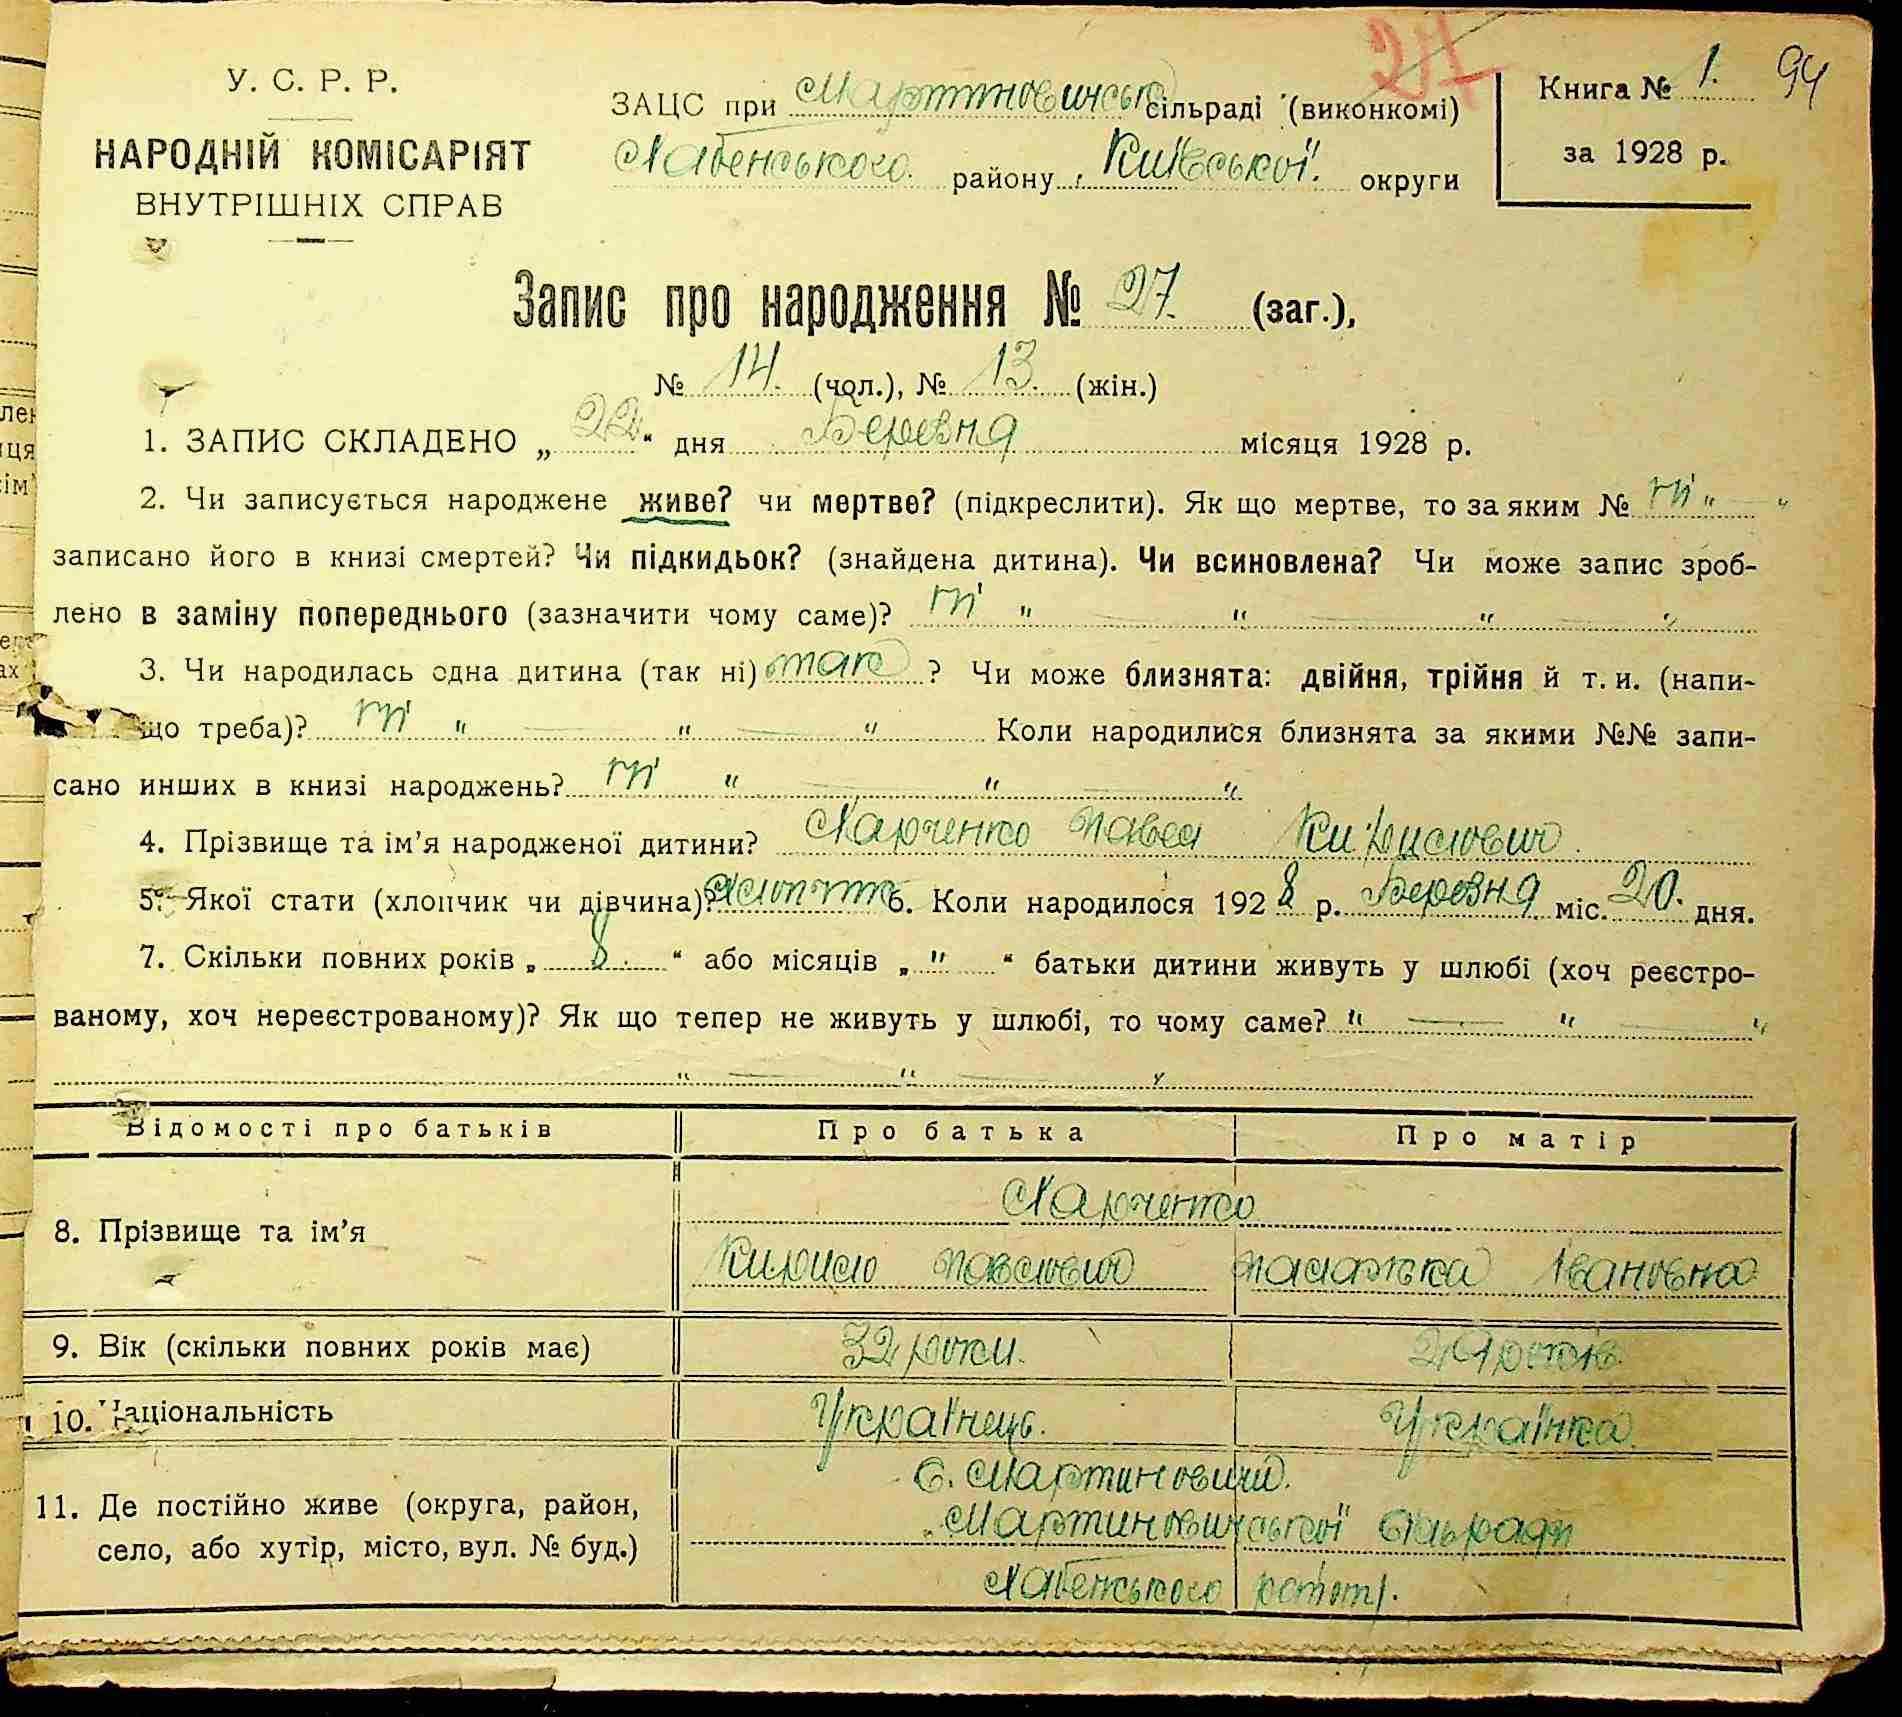 27
Книга № 1. 94
за 1928 р.
У. С. Р. Р.
НАРОДНІЙ КОМІСАРІЯТ
ВНУТРІШНІХ СПРАВ
ЗАЦС при Мартиновинськ сільраді (виконкомі)
району Київської округи
Запис про народження № 27. (заг.),
№ 14. (чол.), № 13. (жін.)
1. ЗАПИС СКЛАДЕНО „ 22 “ дня Березня місяця 1928 р.
2. Чи записується народжене живе? чи мертве? (підкреслити). Як що мертве, то за яким № ні " — "
записано його в книзі смертей? Чи підкидьок? (знайдена дитина). Чи всиновлена? Чи може запис зроб-
лено в заміну попереднього (зазначити чому саме)? ні " — " — " — "
3. Чи народилась одна дитина (так ні) так ? Чи може близнята: двійня, трійня й т. и. (напи-
що треба)? ні " — " — " Коли народилися близнята за якими №№ запи-
сано инших в книзі народжень? ні " — " — "
4. Прізвище та ім'я народженої дитини? Харченко Павел Кирилович.
5. Якої стати (хлопчик чи дівчина)? хлопчик 6. Коли народилося 1928 р. Березня міс. 20. дня.
7. Скільки повних років „ 8. “ або місяців „ " “ батьки дитини живуть у шлюбі (хоч реєстро-
ваному, хоч нереєстрованому)? Як що тепер не живуть у шлюбі, то чому саме? " — " — "
" — " — "
Відомості про батьків Про батька Про матір
8. Прізвище та ім'я Харченко
Кирило Павлович Палажка Івановна
9. Вік (скільки повних років має) 32 роки. 29 років.
10. Національність Українець. Українка.
11. Де постійно живе (округа, район,
село, або хутір, місто, вул. № буд.)
с. Мартиновичи.
Мартиновинської сільради